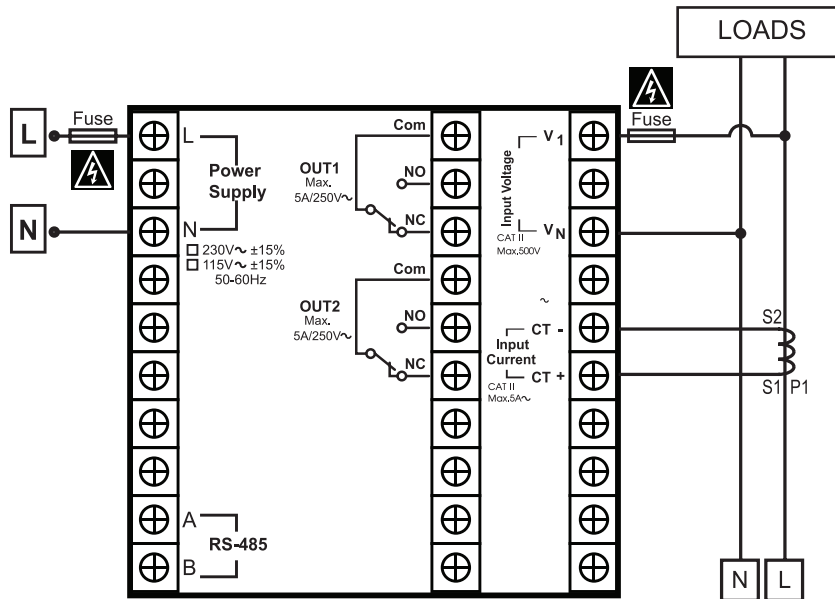 LOADS
L
Fuse
N
L
Power
Supply
N
230V~ ±15%
115V~ ±15%
50-60Hz
A
RS-485
B
Com
OUT1
Max.
5A/250V~
NO
NC
Com
OUT2
Max.
5A/250V~
NO
NC
Input Voltage
V1
VN
CAT II
Max.500V
~
CT -
Input
Current
CT +
CAT II
Max.5A~
Fuse
S2
S1 P1
N L